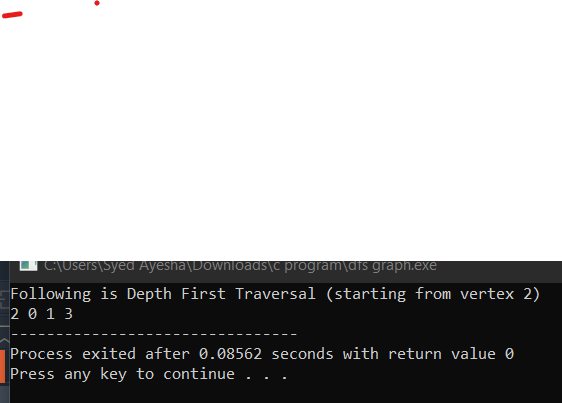 C:\Users\Syed Ayesha\Downloads\c program\dfs graph.exe
Following is Depth First Traversal (starting from vertex 2)
2 0 1 3
--------------------------------
Process exited after 0.08562 seconds with return value 0
Press any key to continue . . .